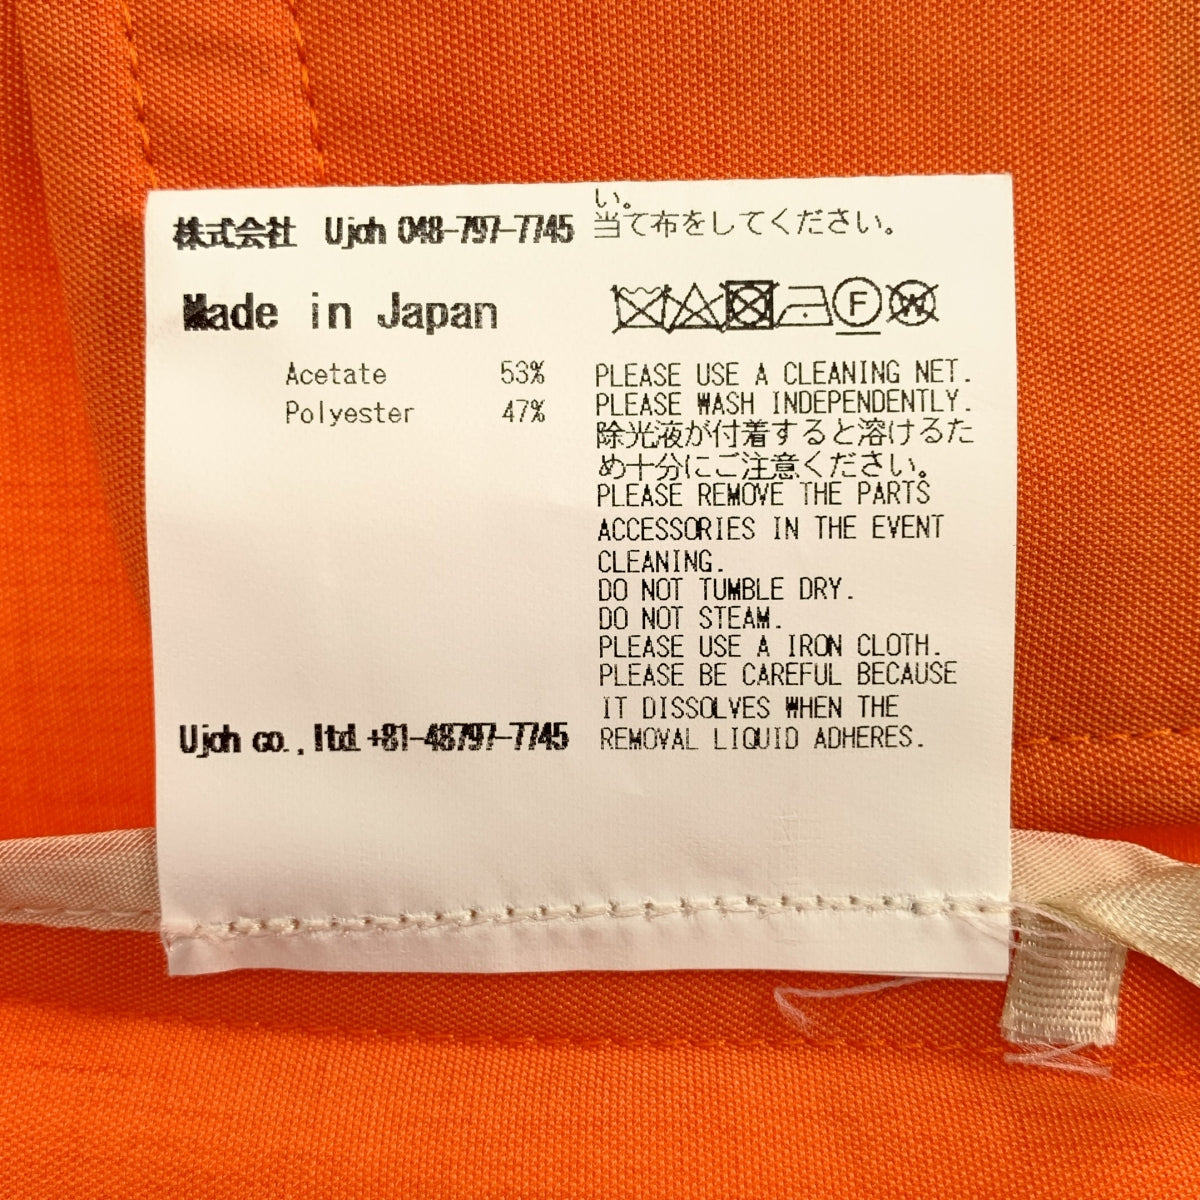 株式会社 Ujoh 048-797-7745
Made in Japan
Acetate 53%
Polyester 47%
Ujoh co., ltd. +81-48797-7745
い。
当て布をしてください。
F W
PLEASE USE A CLEANING NET.
PLEASE WASH INDEPENDENTLY.
除光液が付着すると溶けるた
め十分にご注意ください。
PLEASE REMOVE THE PARTS
ACCESSORIES IN THE EVENT
CLEANING.
DO NOT TUMBLE DRY.
DO NOT STEAM.
PLEASE USE A IRON CLOTH.
PLEASE BE CAREFUL BECAUSE
IT DISSOLVES WHEN THE
REMOVAL LIQUID ADHERES.